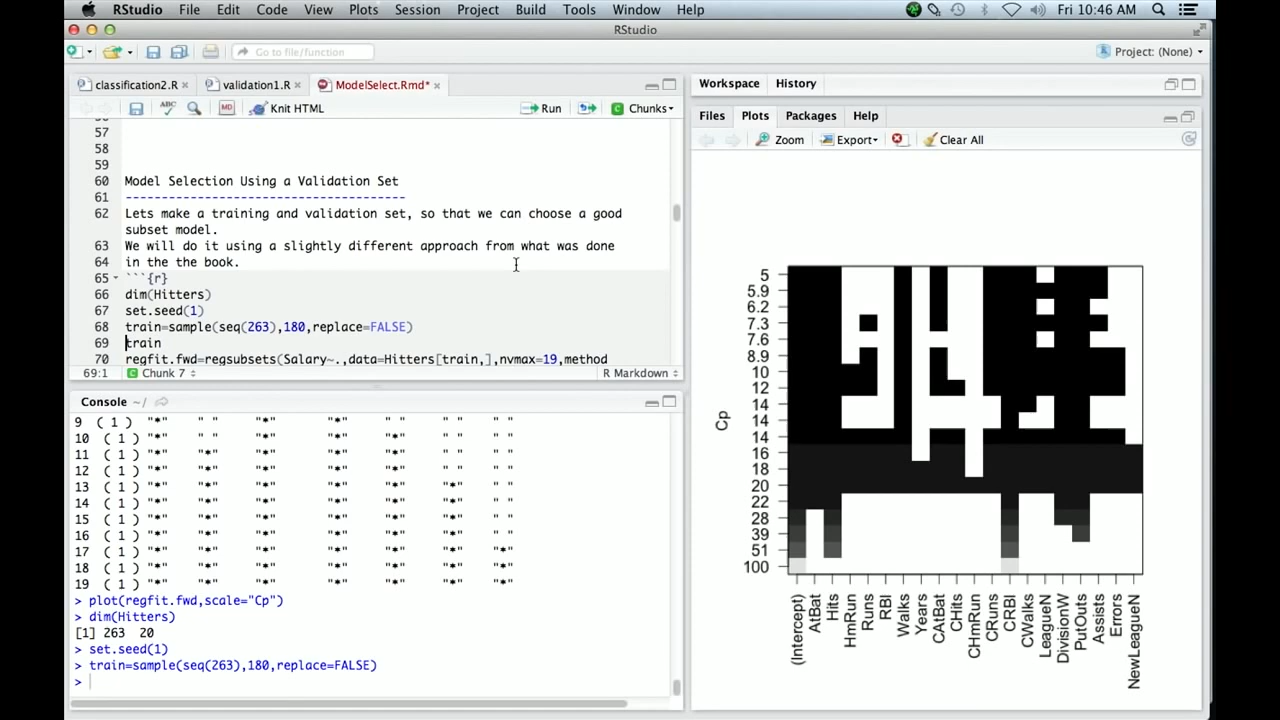 RStudio File Edit Code View Plots Session Project Build Tools Window Help Fri 10:46 AM
RStudio
Go to file/function Project: (None)
classification2.R validation1.R ModelSelect.Rmd*
ABC MD Knit HTML Run Chunks
57
58
59
60 Model Selection Using a Validation Set
61 ---------------------------------------
62 Lets make a training and validation set, so that we can choose a good
subset model.
63 We will do it using a slightly different approach from what was done
64 in the the book.
65 ```{r}
66 dim(Hitters)
67 set.seed(1)
68 train=sample(seq(263),180,replace=FALSE)
69 train
70 regfit.fwd=regsubsets(Salary~.,data=Hitters[train,],nvmax=19,method
69:1 Chunk 7 R Markdown
Console ~/
9 ( 1 ) "*" " " "*" "*" "*" " " " "
10 ( 1 ) "*" " " "*" "*" "*" " " " "
11 ( 1 ) "*" "*" "*" "*" "*" " " " "
12 ( 1 ) "*" "*" "*" "*" "*" " " " "
13 ( 1 ) "*" "*" "*" "*" "*" "*" " "
14 ( 1 ) "*" "*" "*" "*" "*" "*" " "
15 ( 1 ) "*" "*" "*" "*" "*" "*" " "
16 ( 1 ) "*" "*" "*" "*" "*" "*" " "
17 ( 1 ) "*" "*" "*" "*" "*" "*" "*"
18 ( 1 ) "*" "*" "*" "*" "*" "*" "*"
19 ( 1 ) "*" "*" "*" "*" "*" "*" "*"
> plot(regfit.fwd,scale="Cp")
> dim(Hitters)
[1] 263 20
> set.seed(1)
> train=sample(seq(263),180,replace=FALSE)
>
Workspace History
Files Plots Packages Help
Zoom Export Clear All
Cp
5
5.9
6.2
7.3
7.6
8.9
10
12
14
14
14
16
18
20
22
28
39
51
100
(Intercept)
AtBat
Hits
HmRun
Runs
RBI
Walks
Years
CAtBat
CHits
CHmRun
CRuns
CRBI
CWalks
LeagueN
DivisionW
PutOuts
Assists
Errors
NewLeagueN